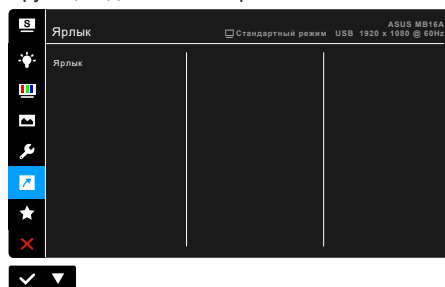 S
Ярлык
Стандартный режим
ASUS MB16A
USB 1920 x 1080 @ 60Hz
Ярлык